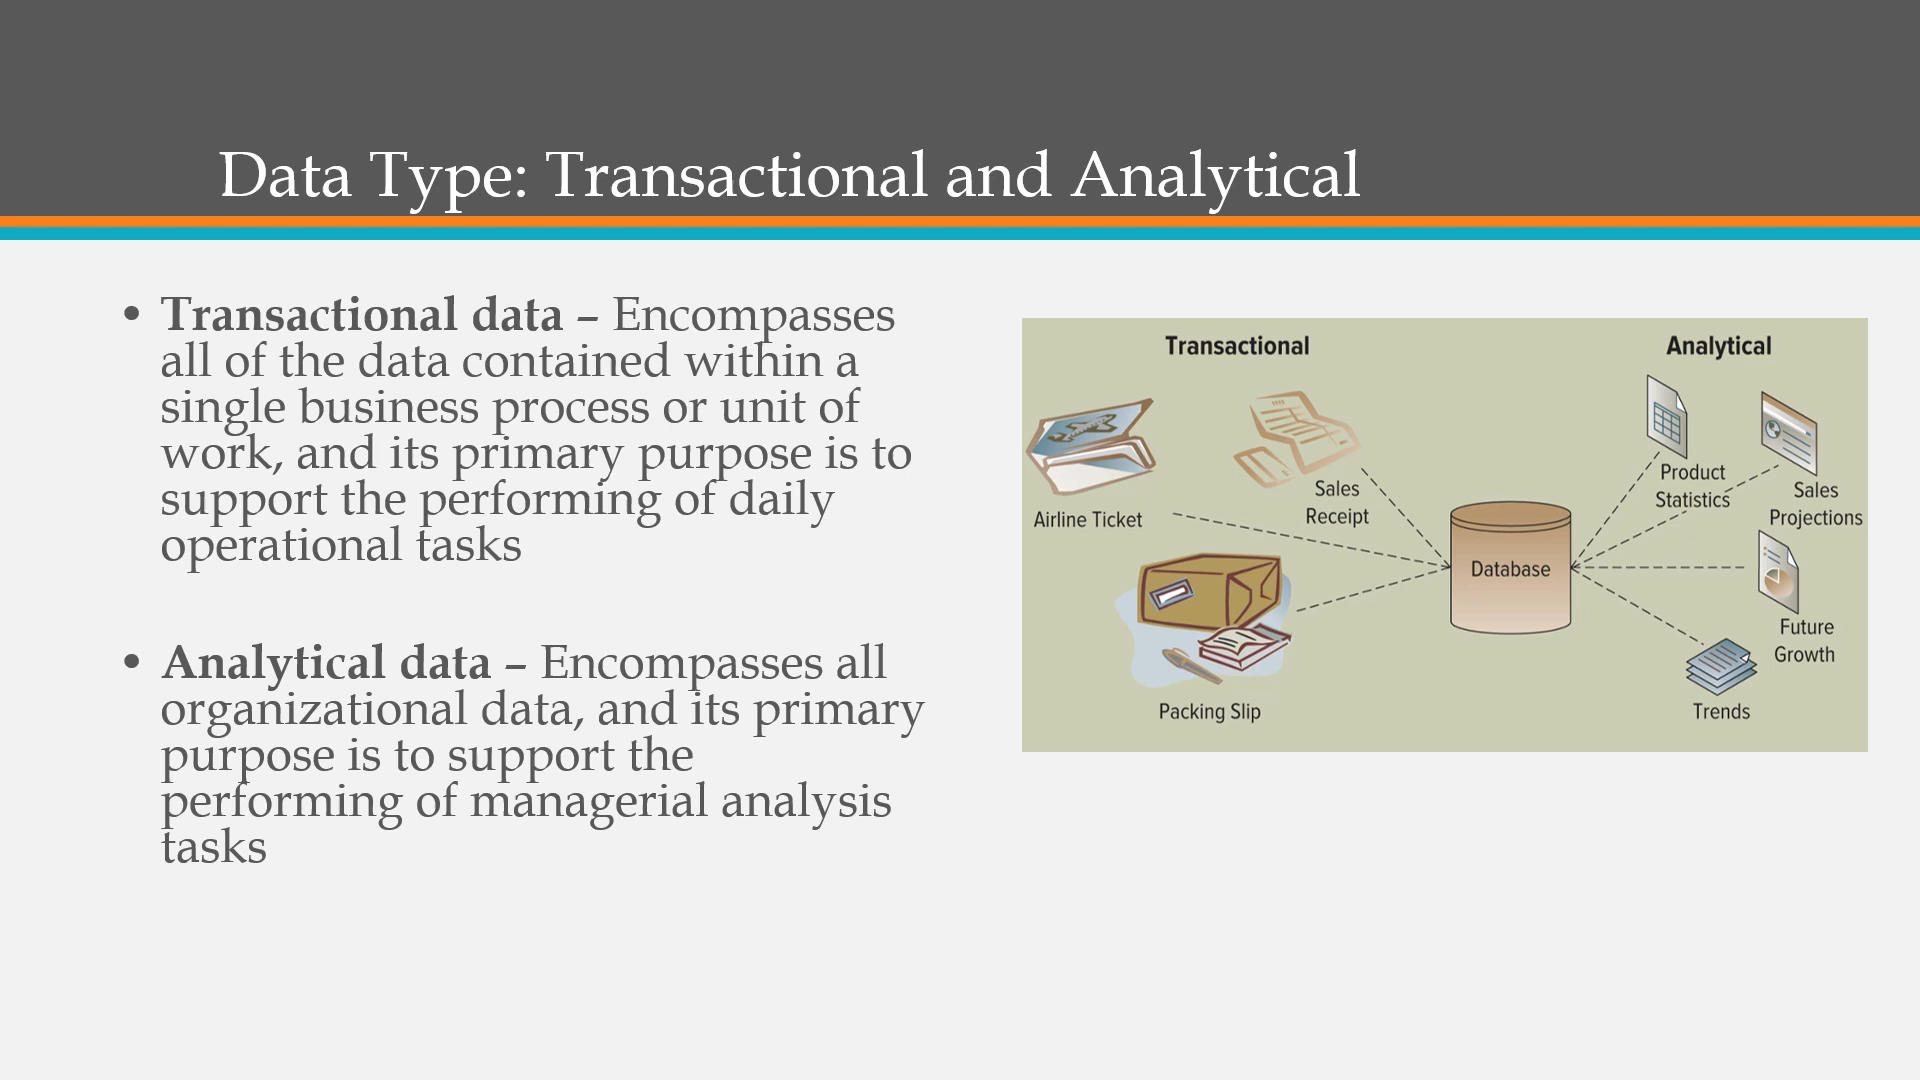 Data Type: Transactional and Analytical
• Transactional data – Encompasses
all of the data contained within a
single business process or unit of
work, and its primary purpose is to
support the performing of daily
operational tasks
• Analytical data – Encompasses all
organizational data, and its primary
purpose is to support the
performing of managerial analysis
tasks
Transactional
Analytical
Airline Ticket
Sales
Receipt
Packing Slip
Database
Product
Statistics
Sales
Projections
Future
Growth
Trends